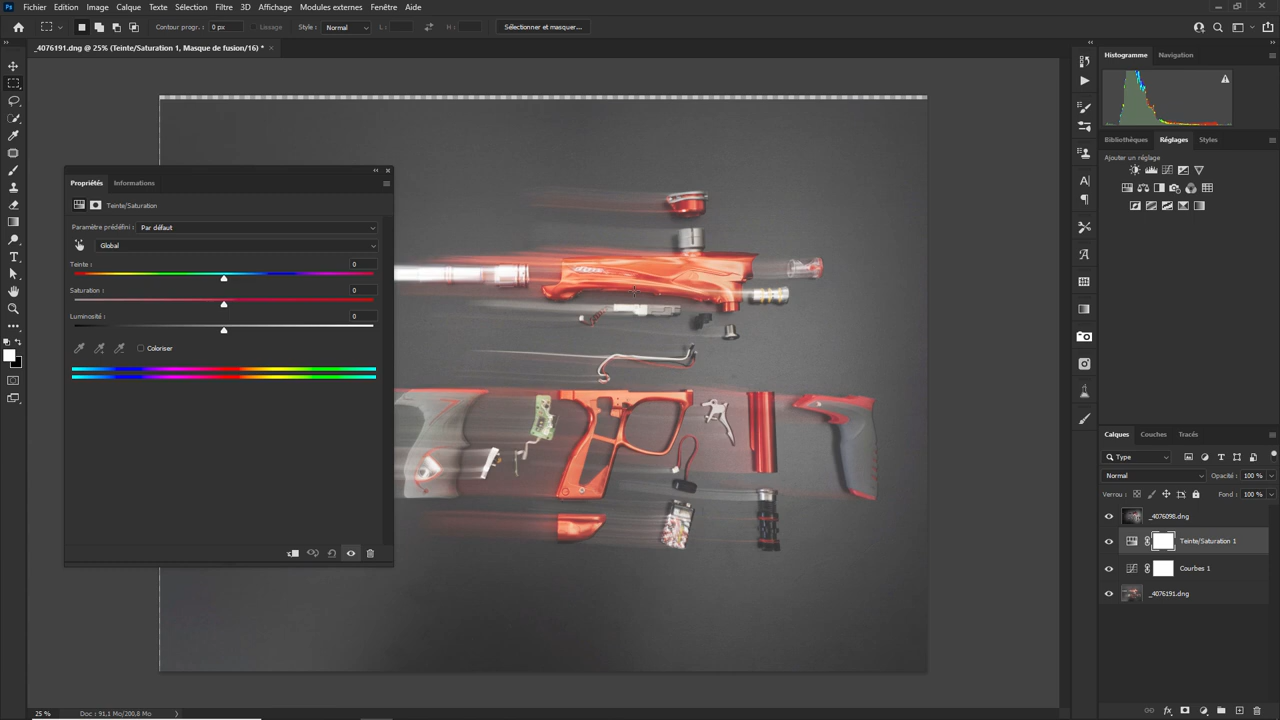 Ps Fichier Edition Image Calque Texte Sélection Filtre 3D Affichage Modules externes Fenêtre Aide
Contour progr. : 0 px Lissage Style : Normal L : H : Sélectionner et masquer...
_4076191.dng @ 25% (Teinte/Saturation 1, Masque de fusion/16) *
Histogramme Navigation
Bibliothèques Réglages Styles
Ajouter un réglage
Propriétés Informations
Teinte/Saturation
Paramètre prédéfini : Par défaut
Global
Teinte : 0
Saturation : 0
Luminosité : 0
Coloriser
Calques Couches Tracés
Type
Normal Opacité : 100 %
Verrou : Fond : 100 %
_4076098.dng
Teinte/Saturation 1
Courbes 1
_4076191.dng
25 % Doc : 91,1 Mo/200,8 Mo